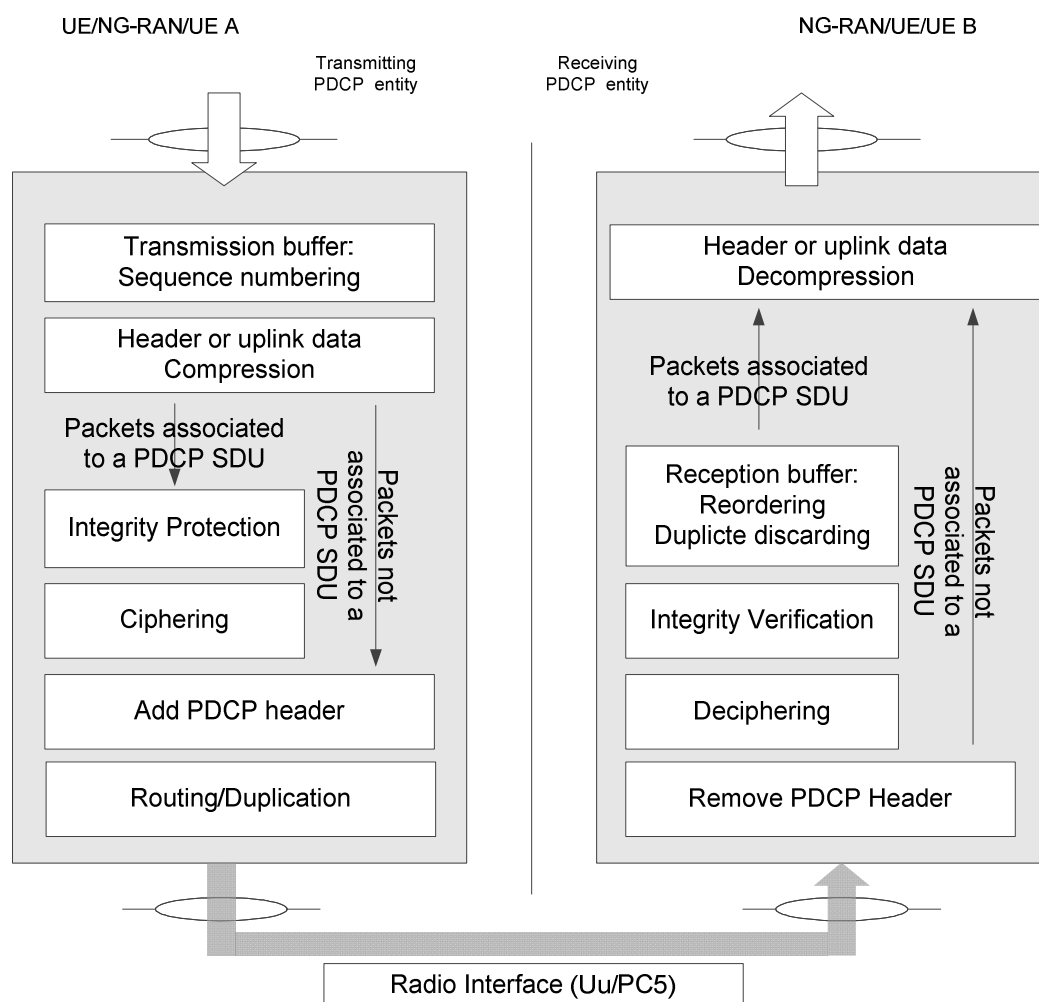 UE/NG-RAN/UE A
NG-RAN/UE/UE B
Transmitting
PDCP entity
Receiving
PDCP entity
Transmission buffer:
Sequence numbering
Header or uplink data
Compression
Packets associated
to a PDCP SDU
Packets not
associated to a
PDCP SDU
Integrity Protection
Ciphering
Add PDCP header
Routing/Duplication
Header or uplink data
Decompression
Packets associated
to a PDCP SDU
Reception buffer:
Reordering
Duplicte discarding
Packets not
associated to a
PDCP SDU
Integrity Verification
Deciphering
Remove PDCP Header
Radio Interface (Uu/PC5)